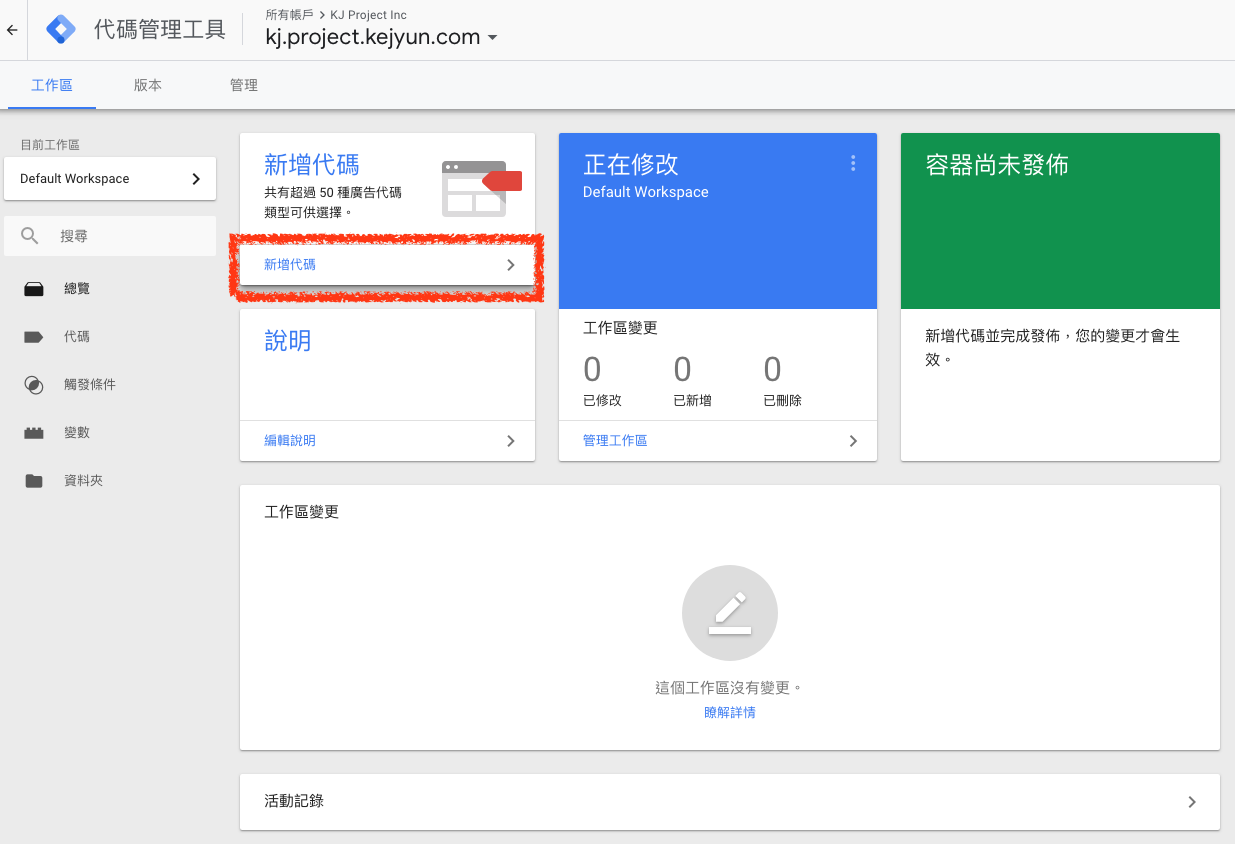 代碼管理工具
所有帳戶 > KJ Project Inc
kj.project.kejyun.com
工作區
版本
管理
目前工作區
Default Workspace
搜尋
總覽
代碼
觸發條件
變數
資料夾
新增代碼
共有超過 50 種廣告代碼
類型可供選擇。
新增代碼
說明
編輯說明
正在修改
Default Workspace
工作區變更
0
0
0
已修改
已新增
已刪除
管理工作區
容器尚未發佈
新增代碼並完成發佈，您的變更才會生
效。
工作區變更
這個工作區沒有變更。
瞭解詳情
活動記錄